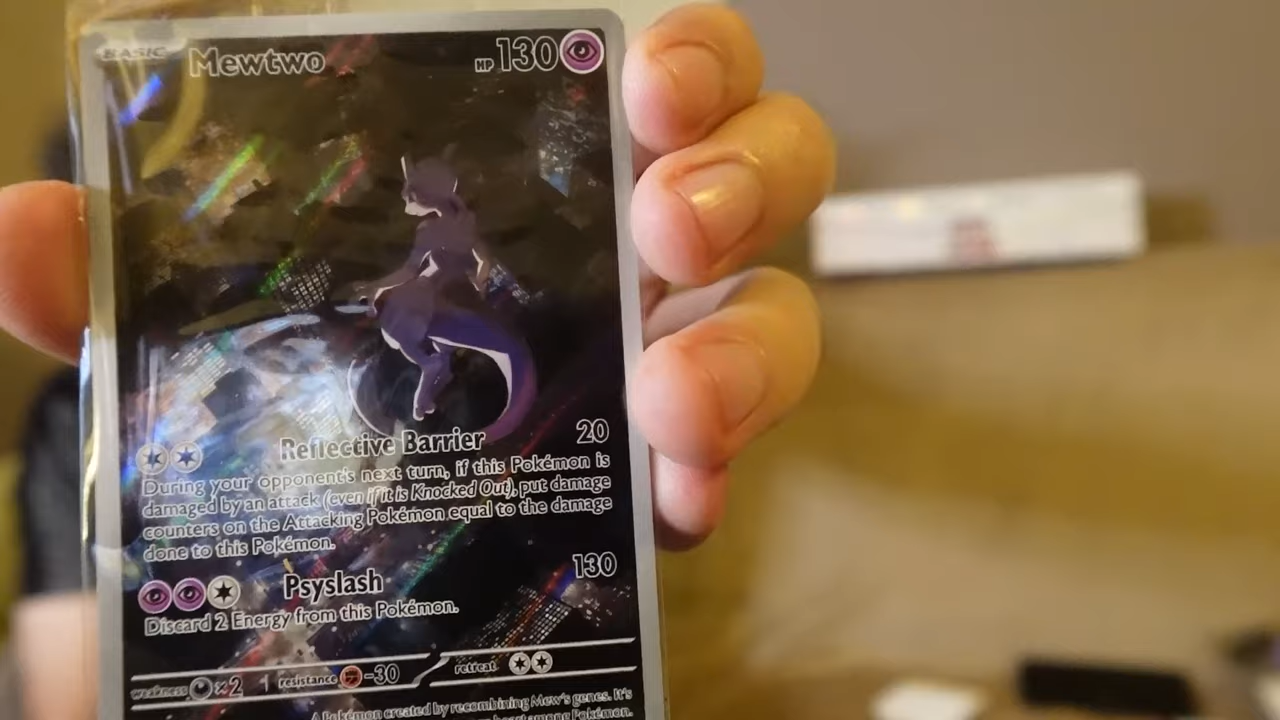 BASIC Mewtwo HP 130
Reflective Barrier 20
During your opponent's next turn, if this Pokémon is
damaged by an attack (even if it is Knocked Out), put damage
counters on the Attacking Pokémon equal to the damage
done to this Pokémon.
Psyslash 130
Discard 2 Energy from this Pokémon.
weakness ×2 resistance -30 retreat
A Pokémon created by recombining Mew's genes. It's
heart among Pokémon.